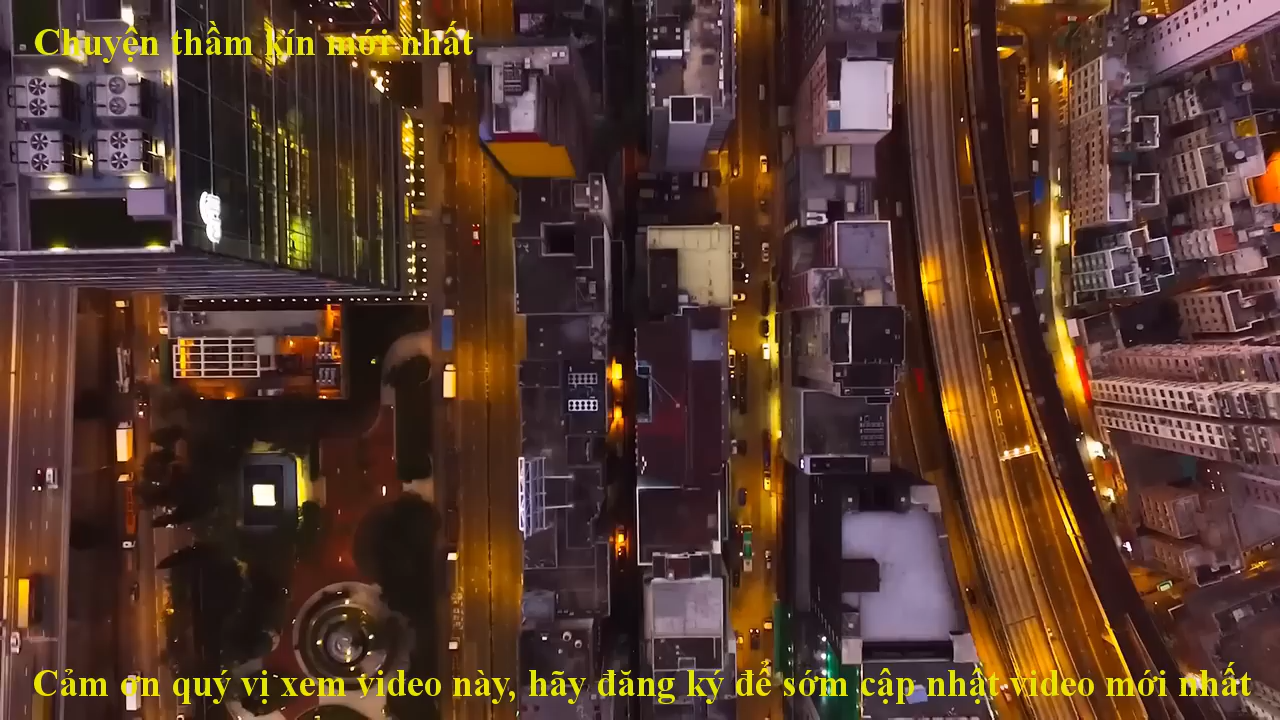 Chuyện thầm kín mới nhất
Cảm ơn quý vị xem video này, hãy đăng ký để sớm cập nhật video mới nhất